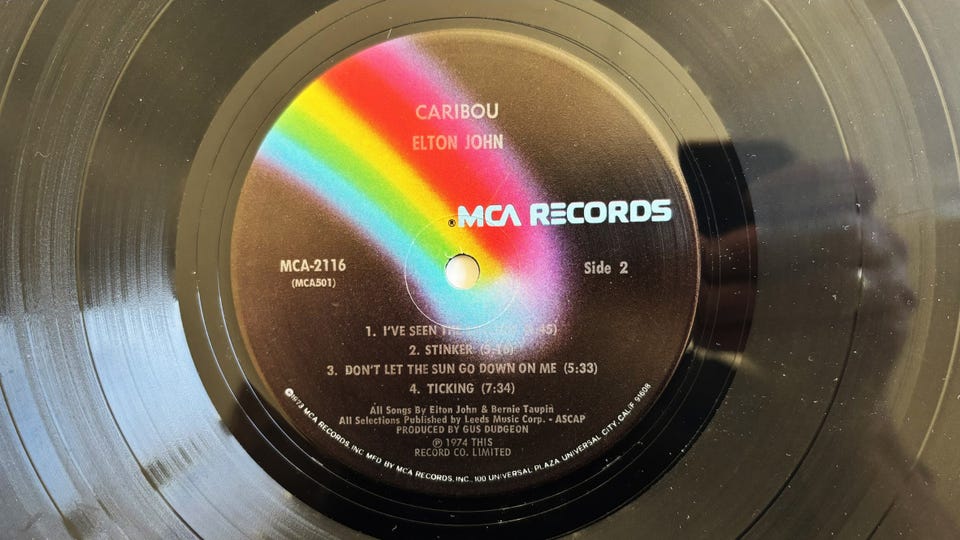 CARIBOU
ELTON JOHN
® MCA RECORDS
MCA-2116
(MCA501)
Side 2
1. I'VE SEEN THE 45)
2. STINKER
3. DON'T LET THE SUN GO DOWN ON ME (5:33)
4. TICKING (7:34)
All Songs By Elton John & Bernie Taupin
All Selections Published by Leeds Music Corp. - ASCAP
PRODUCED BY GUS DUDGEON
℗ 1974 THIS
RECORD CO. LIMITED
©1973 MCA RECORDS, INC. MFD BY MCA RECORDS, INC., 100 UNIVERSAL PLAZA, UNIVERSAL CITY, CALIF. 91608